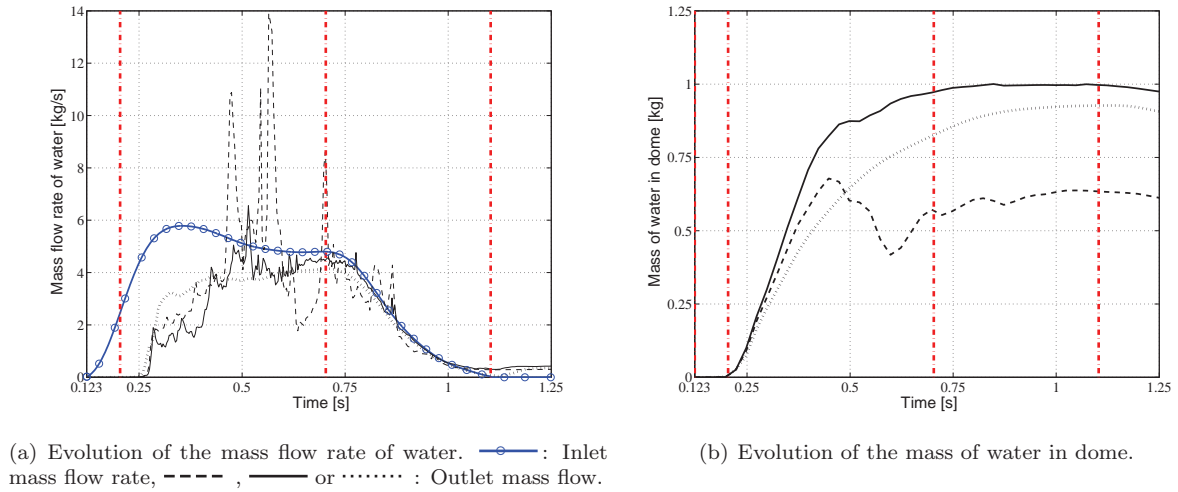 14
12
10
8
6
4
2
0
Mass flow rate of water [kg/s]
0.123 0.25 0.5 0.75 1 1.25
Time [s]
1.25
1
0.75
0.5
0.25
0
Mass of water in dome [kg]
0.123 0.25 0.5 0.75 1 1.25
Time [s]
(a) Evolution of the mass flow rate of water. : Inlet
mass flow rate, , or : Outlet mass flow.
(b) Evolution of the mass of water in dome.